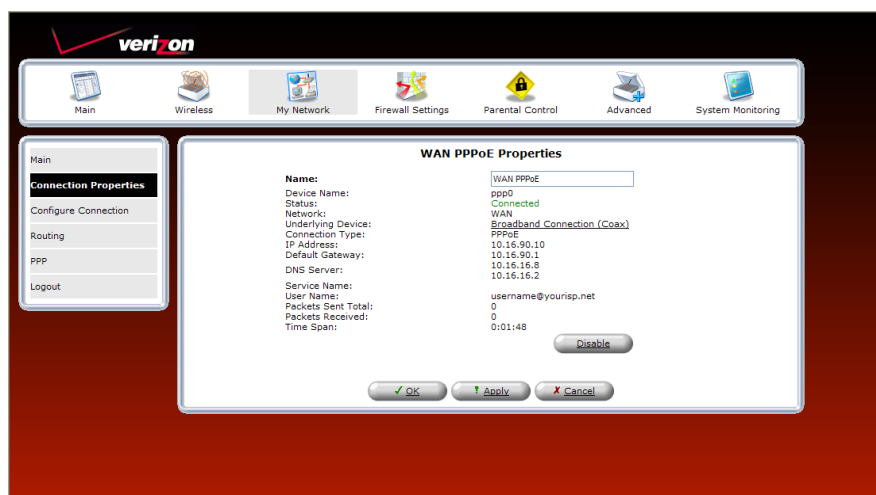 verizon
Main Wireless My Network Firewall Settings Parental Control Advanced System Monitoring
Main
Connection Properties
Configure Connection
Routing
PPP
Logout
WAN PPPoE Properties
Name: WAN PPPoE
Device Name: ppp0
Status: Connected
Network: WAN
Underlying Device: Broadband Connection (Coax)
Connection Type: PPPoE
IP Address: 10.16.90.10
Default Gateway: 10.16.90.1
DNS Server: 10.16.16.8
10.16.16.2
Service Name:
User Name: username@yourisp.net
Packets Sent Total: 0
Packets Received: 0
Time Span: 0:01:48
Disable
OK Apply Cancel